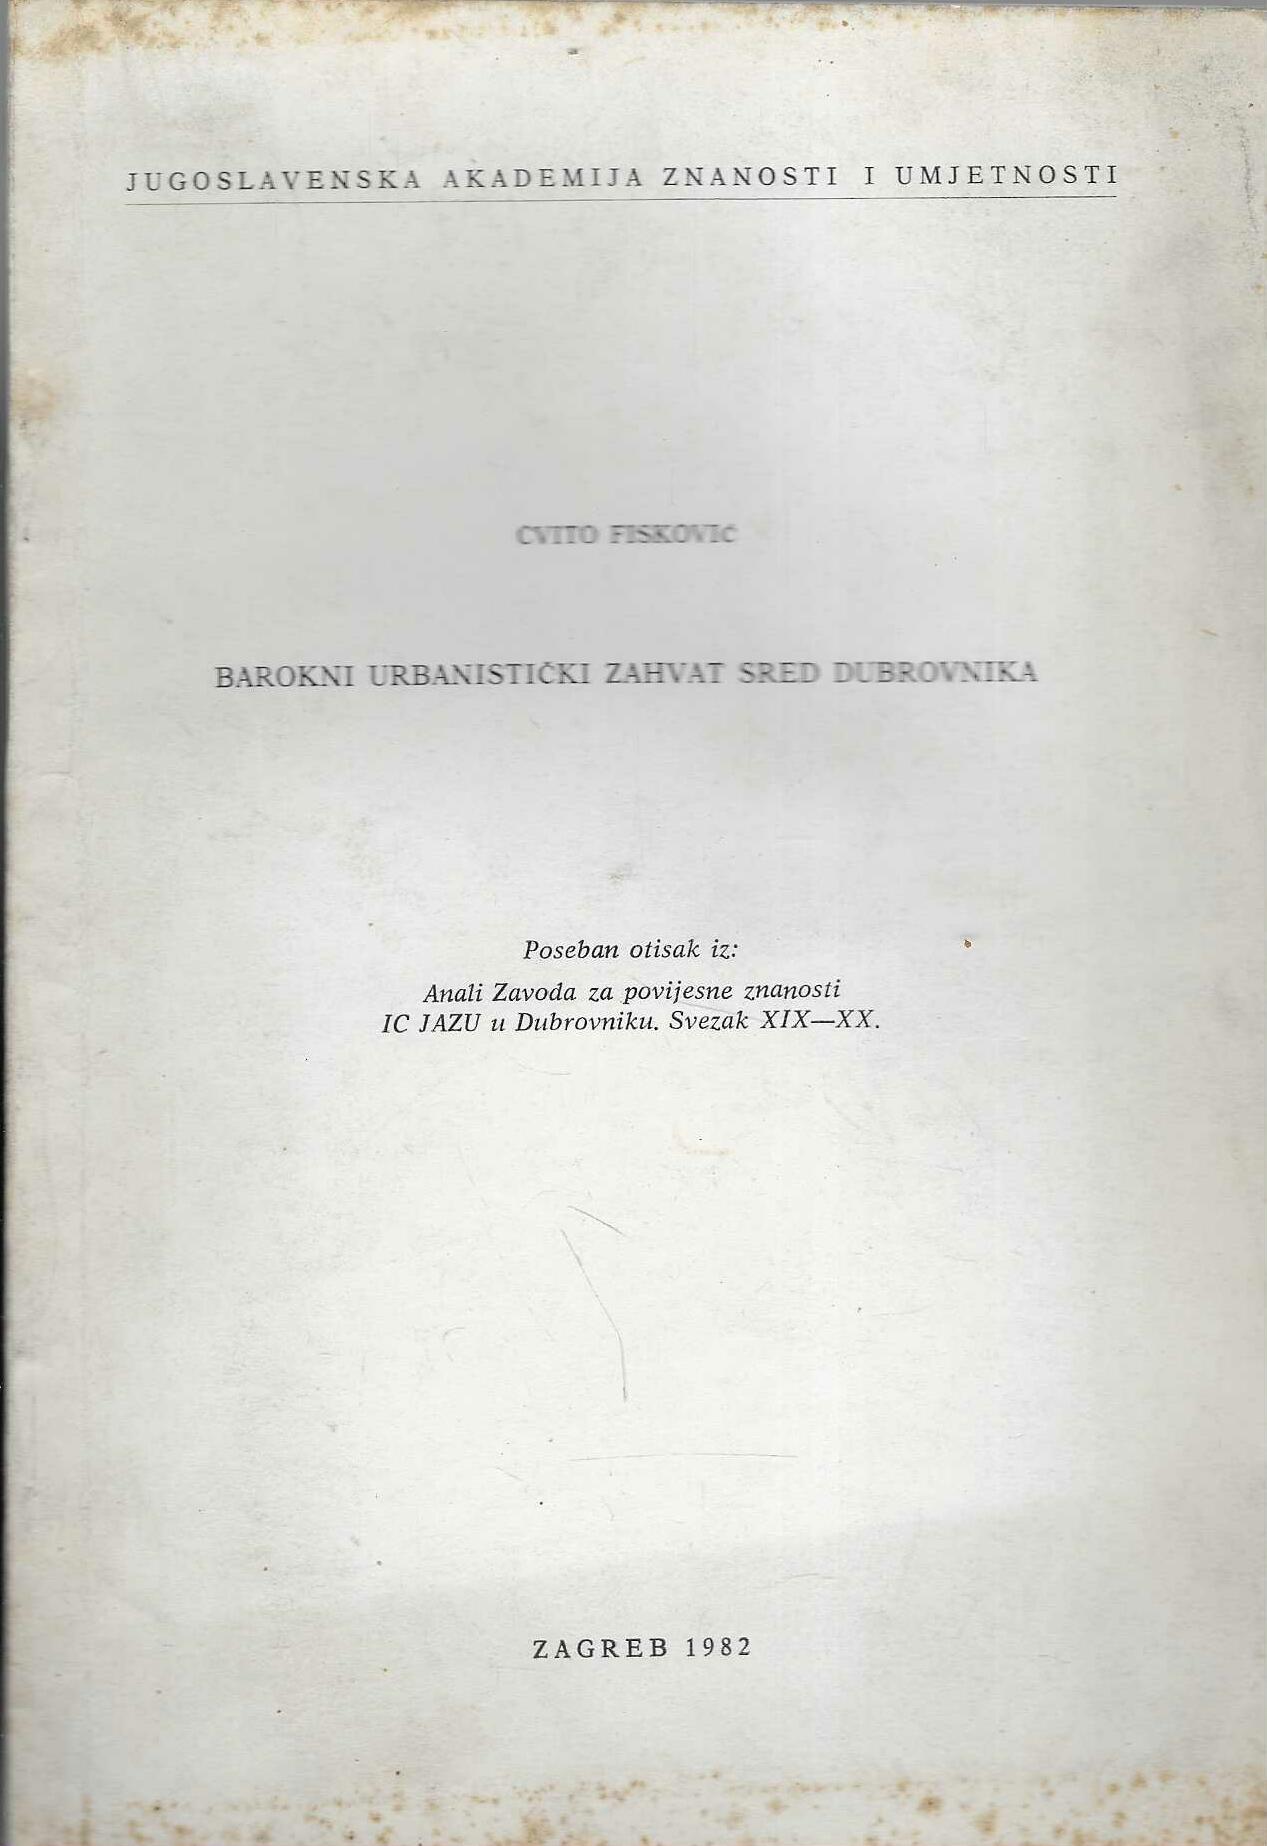 JUGOSLAVENSKA AKADEMIJA ZNANOSTI I UMJETNOSTI
CVITO FISKOVIĆ
BAROKNI URBANISTIČKI ZAHVAT SRED DUBROVNIKA
Poseban otisak iz:
Anali Zavoda za povijesne znanosti
IC JAZU u Dubrovniku. Svezak XIX—XX.
ZAGREB 1982